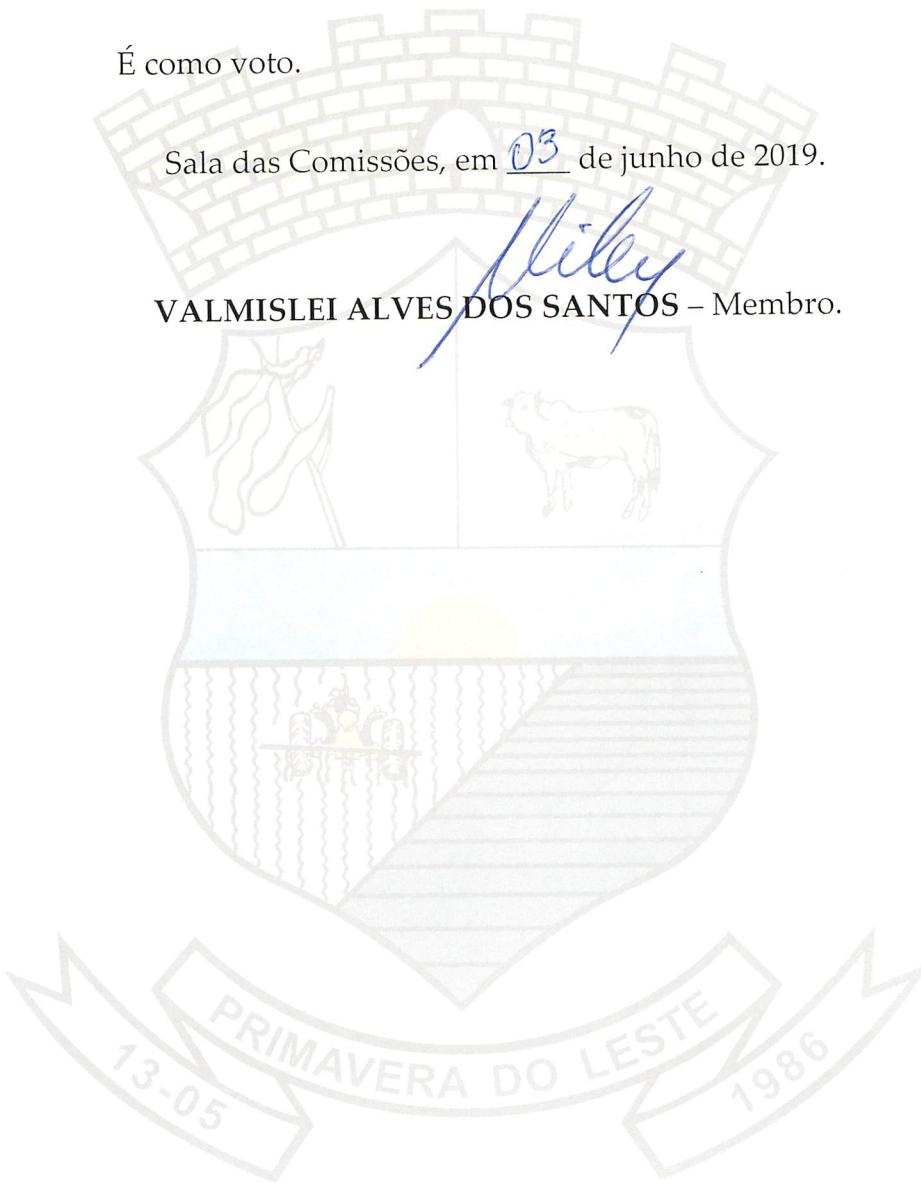 É como voto.
Sala das Comissões, em 03 de junho de 2019.
VALMISLEI ALVES DOS SANTOS – Membro.
PRIMAVERA DO LESTE
13-05
1986